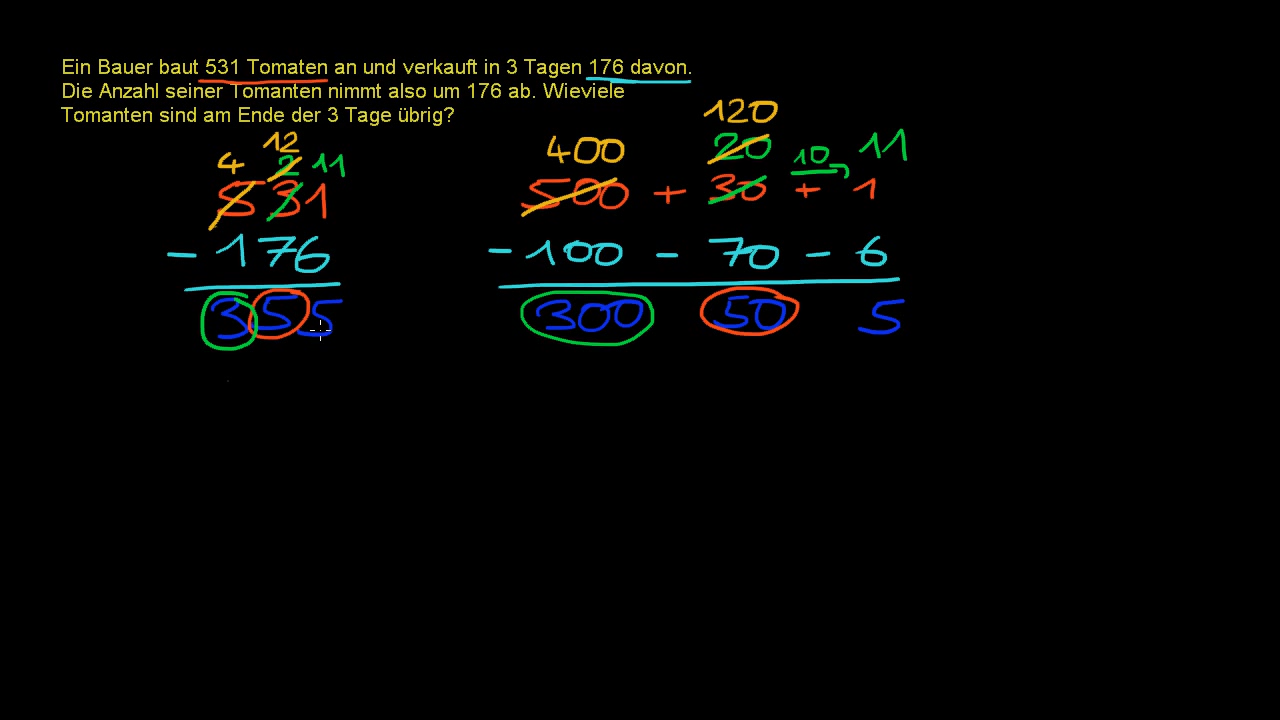 Ein Bauer baut 531 Tomaten an und verkauft in 3 Tagen 176 davon.
Die Anzahl seiner Tomanten nimmt also um 176 ab. Wieviele
Tomanten sind am Ende der 3 Tage übrig?
12
4 2 11
531
- 176
355
120
400 20 10 11
500 + 30 + 1
- 100 - 70 - 6
300 50 5